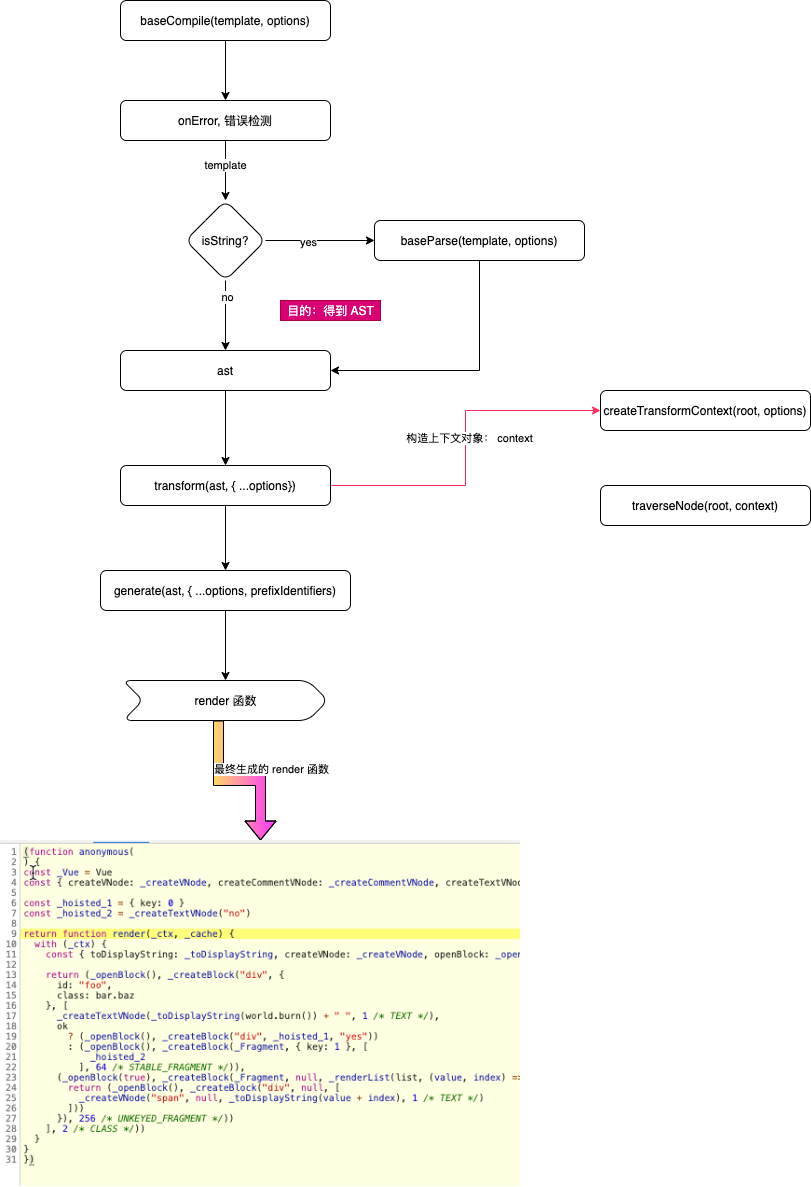 baseCompile(template, options)
onError, 错误检测
template
isString?
yes
baseParse(template, options)
no
目的：得到 AST
ast
createTransformContext(root, options)
构造上下文对象： context
transform(ast, { ...options})
traverseNode(root, context)
generate(ast, { ...options, prefixIdentifiers)
render 函数
最终生成的 render 函数
1 (function anonymous(
2 ) {
3 const _Vue = Vue
4 const { createVNode: _createVNode, createCommentVNode: _createCommentVNode, createTextVNo
5
6 const _hoisted_1 = { key: 0 }
7 const _hoisted_2 = _createTextVNode("no")
8
9 return function render(_ctx, _cache) {
10 with (_ctx) {
11 const { toDisplayString: _toDisplayString, createVNode: _createVNode, openBlock: _open
12
13 return (_openBlock(), _createBlock("div", {
14 id: "foo",
15 class: bar.baz
16 }, [
17 _createTextVNode(_toDisplayString(world.burn()) + " ", 1 /* TEXT */),
18 ok
19 ? (_openBlock(), _createBlock("div", _hoisted_1, "yes"))
20 : (_openBlock(), _createBlock(_Fragment, { key: 1 }, [
21 _hoisted_2
22 ], 64 /* STABLE_FRAGMENT */)),
23 (_openBlock(true), _createBlock(_Fragment, null, _renderList(list, (value, index) =>
24 return (_openBlock(), _createBlock("div", null, [
25 _createVNode("span", null, _toDisplayString(value + index), 1 /* TEXT */)
26 ]))
27 }), 256 /* UNKEYED_FRAGMENT */))
28 ], 2 /* CLASS */))
29 }
30 }
31 })